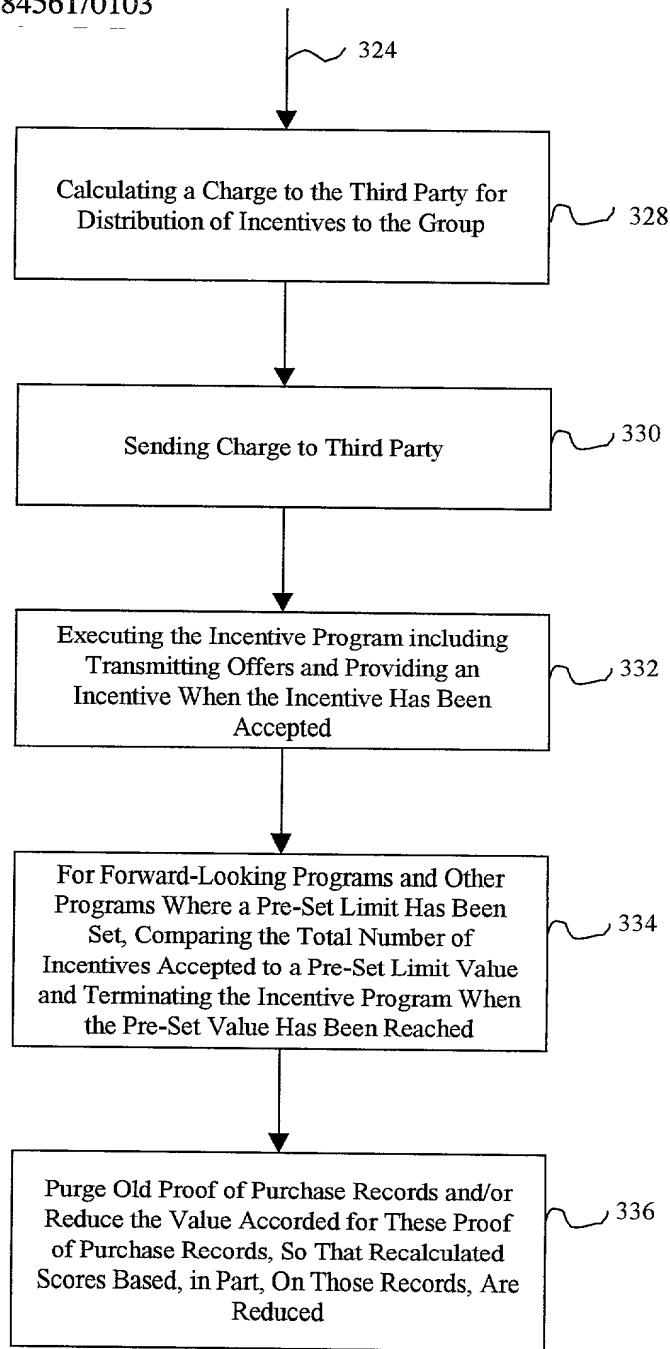 84561/0103
324
Calculating a Charge to the Third Party for
Distribution of Incentives to the Group
328
Sending Charge to Third Party
330
Executing the Incentive Program including
Transmitting Offers and Providing an
Incentive When the Incentive Has Been
Accepted
332
For Forward-Looking Programs and Other
Programs Where a Pre-Set Limit Has Been
Set, Comparing the Total Number of
Incentives Accepted to a Pre-Set Limit Value
and Terminating the Incentive Program When
the Pre-Set Value Has Been Reached
334
Purge Old Proof of Purchase Records and/or
Reduce the Value Accorded for These Proof
of Purchase Records, So That Recalculated
Scores Based, in Part, On Those Records, Are
Reduced
336